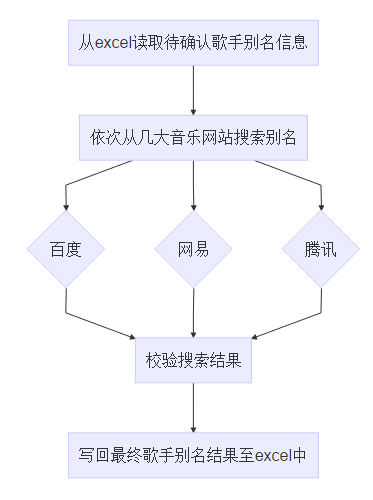 从excel读取待确认歌手别名信息
依次从几大音乐网站搜索别名
百度
网易
腾讯
校验搜索结果
写回最终歌手别名结果至excel中